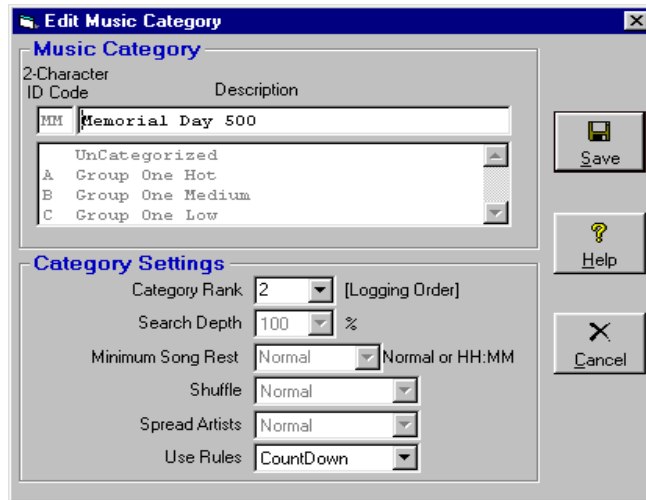 Edit Music Category
Music Category
2-Character
ID Code Description
MM Memorial Day 500
UnCategorized
A Group One Hot
B Group One Medium
C Group One Low
Save
Help
Category Settings
Category Rank 2 [Logging Order]
Search Depth 100 %
Minimum Song Rest Normal Normal or HH:MM
Cancel
Shuffle Normal
Spread Artists Normal
Use Rules CountDown